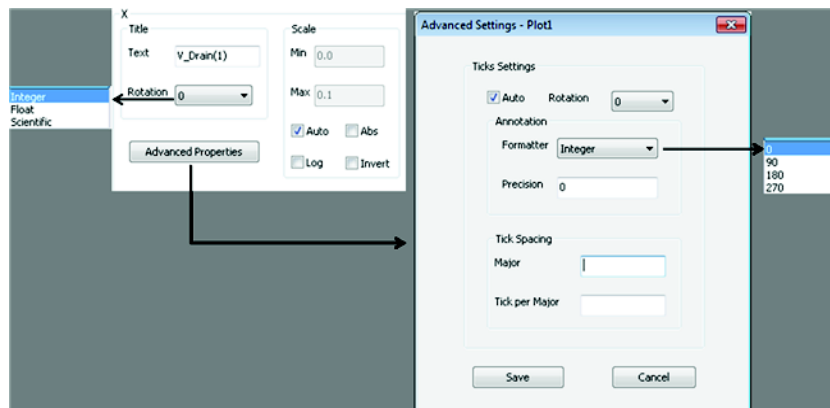 X
Title
Text V_Drain(1)
Rotation 0
Advanced Properties
Scale
Min 0.0
Max 0.1
Auto Abs
Log Invert
Integer
Float
Scientific
Advanced Settings - Plot1
Ticks Settings
Auto Rotation 0
Annotation
Formatter Integer
Precision 0
Tick Spacing
Major
Tick per Major
Save Cancel
0
90
180
270